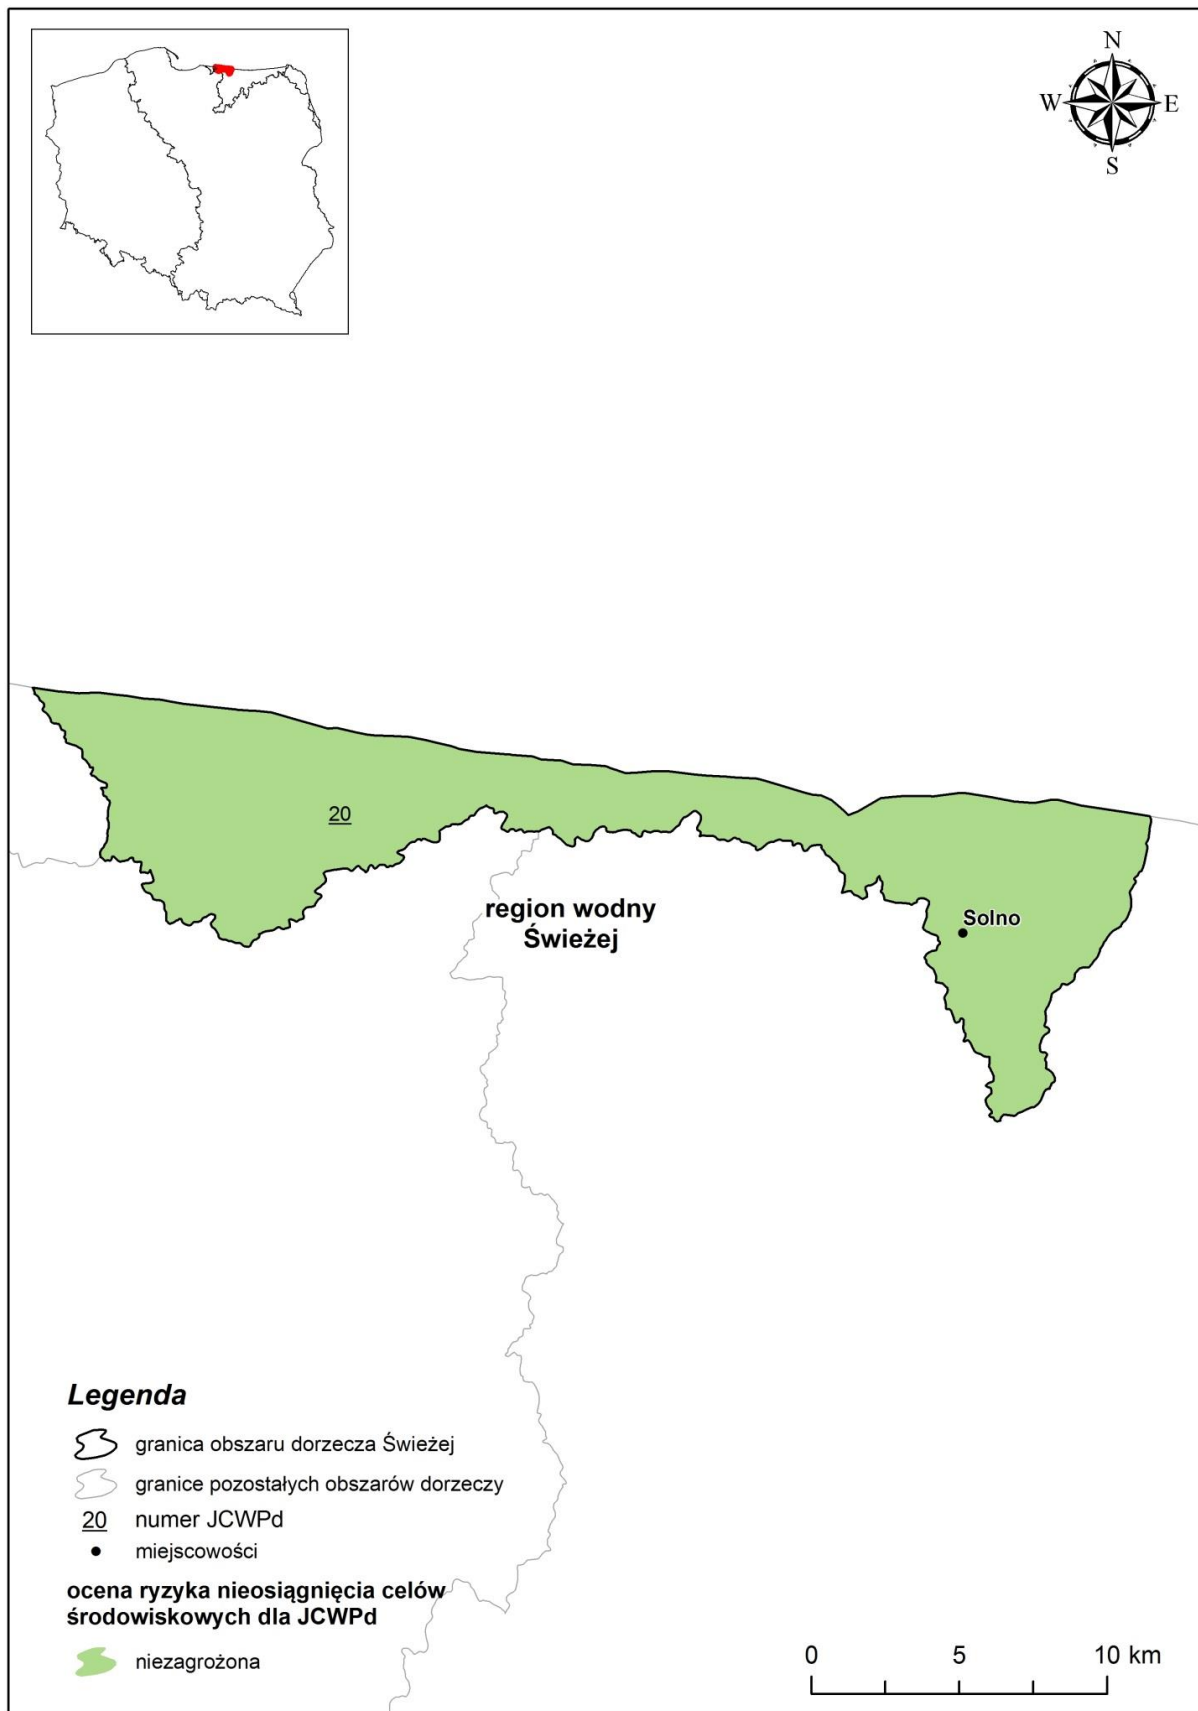 N
W E
S
20
region wodny
Świeżej
Solno
Legenda
granica obszaru dorzecza Świeżej
granice pozostałych obszarów dorzeczy
20 numer JCWPd
miejscowości
ocena ryzyka nieosiągnięcia celów
środowiskowych dla JCWPd
niezagrożona
0 5 10 km